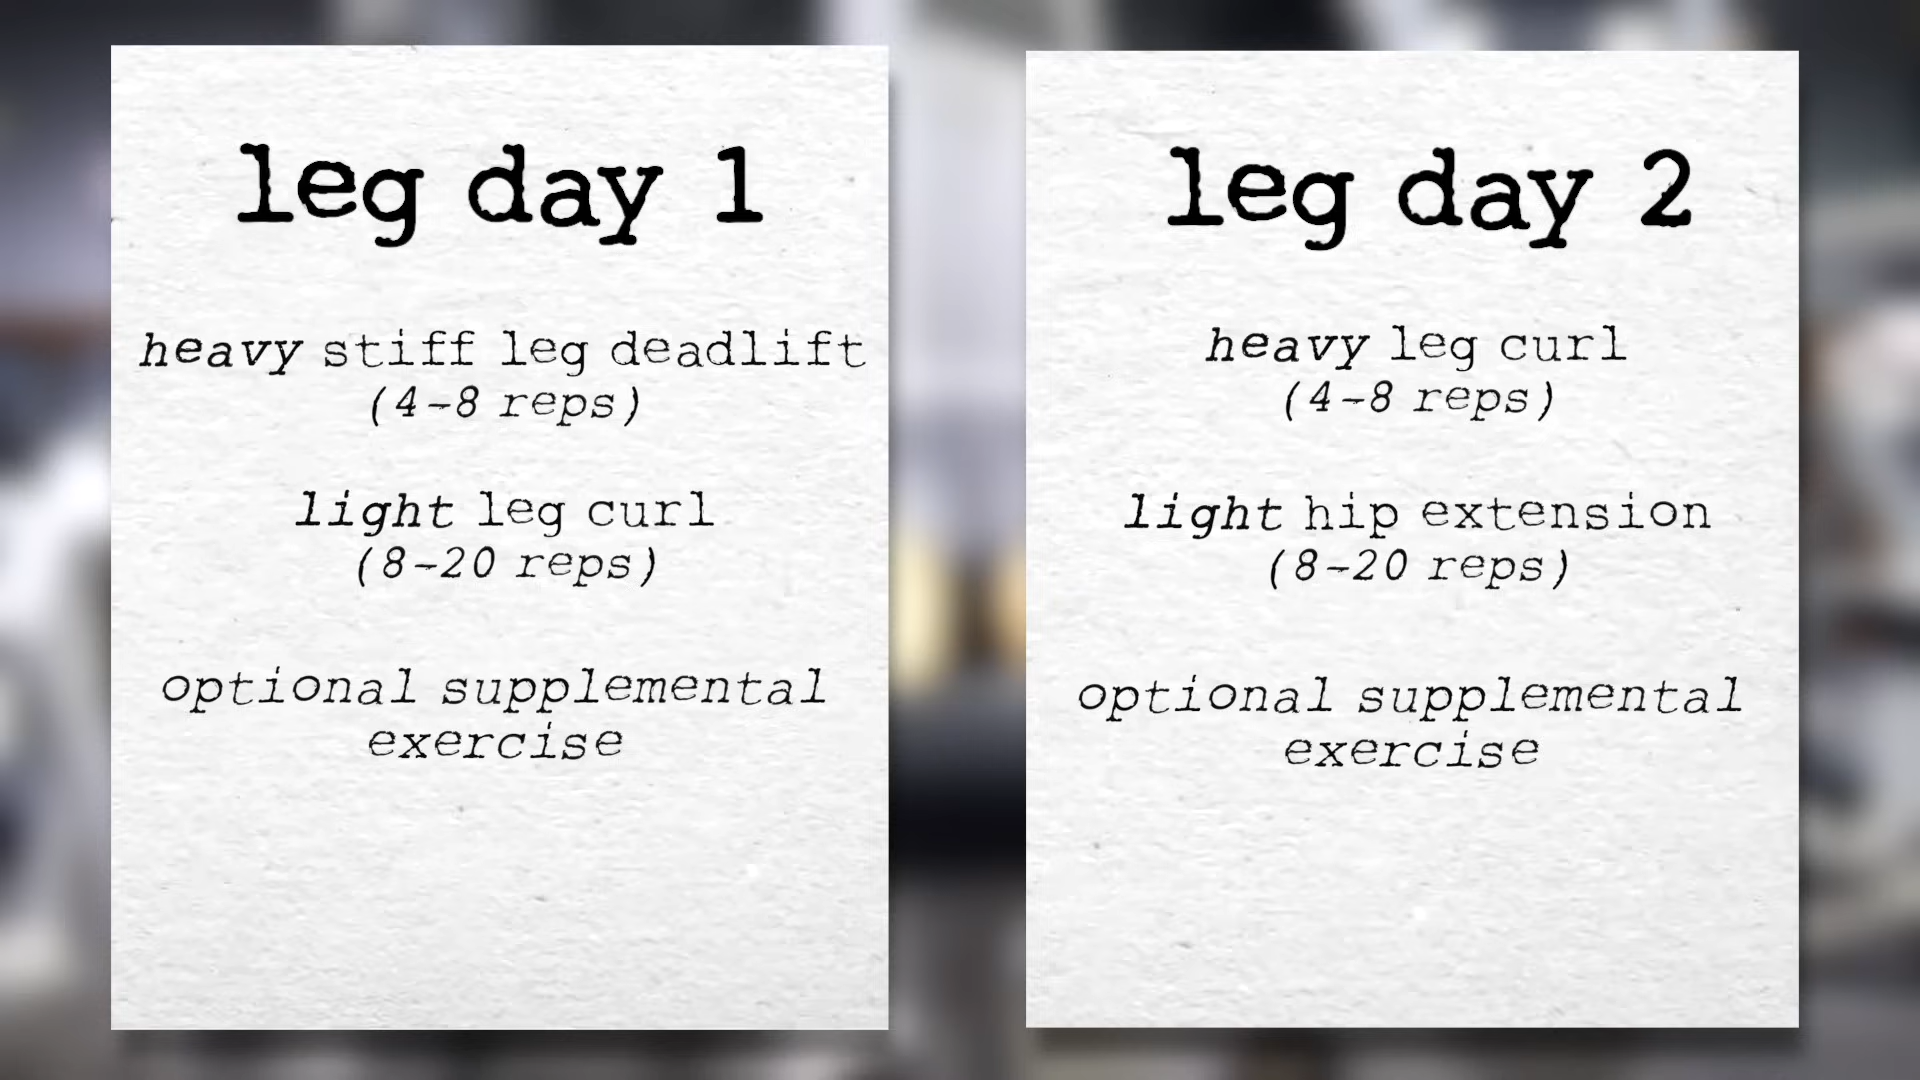 leg day 1
heavy stiff leg deadlift
(4-8 reps)
light leg curl
(8-20 reps)
optional supplemental
exercise
leg day 2
heavy leg curl
(4-8 reps)
light hip extension
(8-20 reps)
optional supplemental
exercise